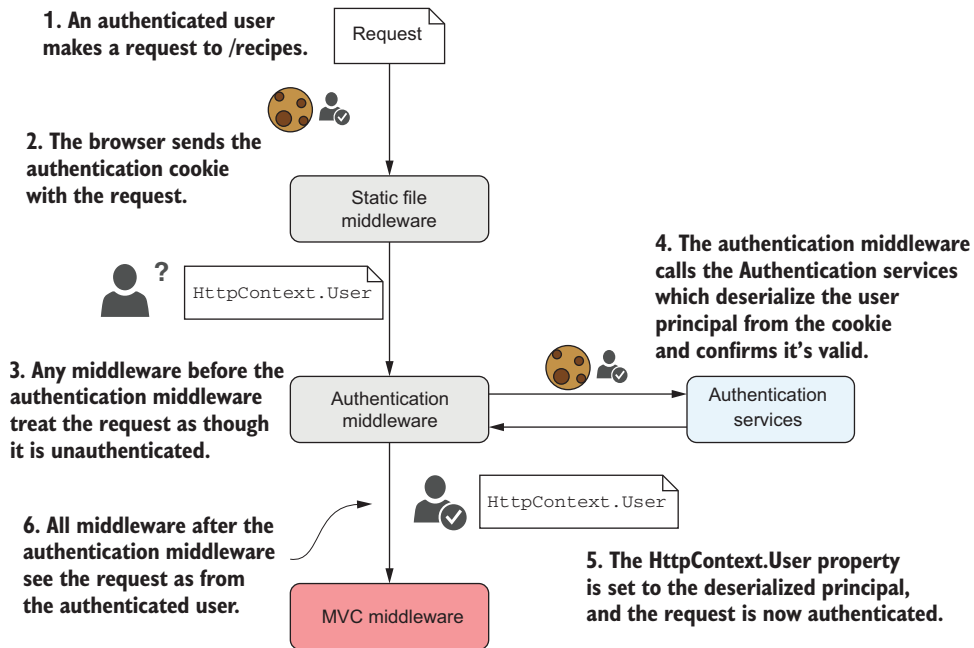 1. An authenticated user
makes a request to /recipes.
Request
2. The browser sends the
authentication cookie
with the request.
Static file
middleware
?
HttpContext.User
3. Any middleware before the
authentication middleware
treat the request as though
it is unauthenticated.
Authentication
middleware
4. The authentication middleware
calls the Authentication services
which deserialize the user
principal from the cookie
and confirms it's valid.
Authentication
services
HttpContext.User
5. The HttpContext.User property
is set to the deserialized principal,
and the request is now authenticated.
6. All middleware after the
authentication middleware
see the request as from
the authenticated user.
MVC middleware